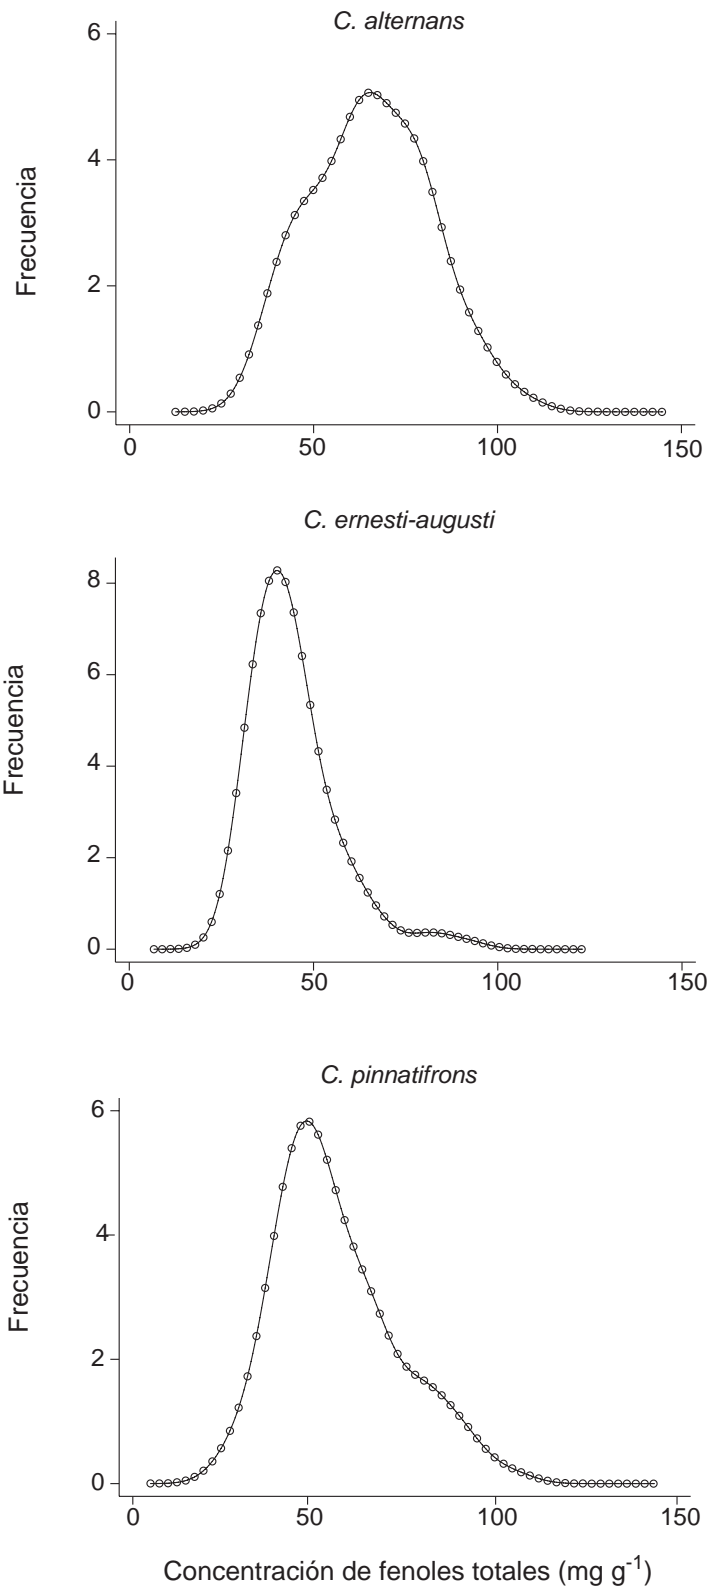 C. alternans
6
4
2
0
Frecuencia
0 50 100 150
C. ernesti-augusti
8
6
4
2
0
Frecuencia
0 50 100 150
C. pinnatifrons
6
4
2
0
Frecuencia
0 50 100 150
Concentración de fenoles totales (mg g⁻¹)